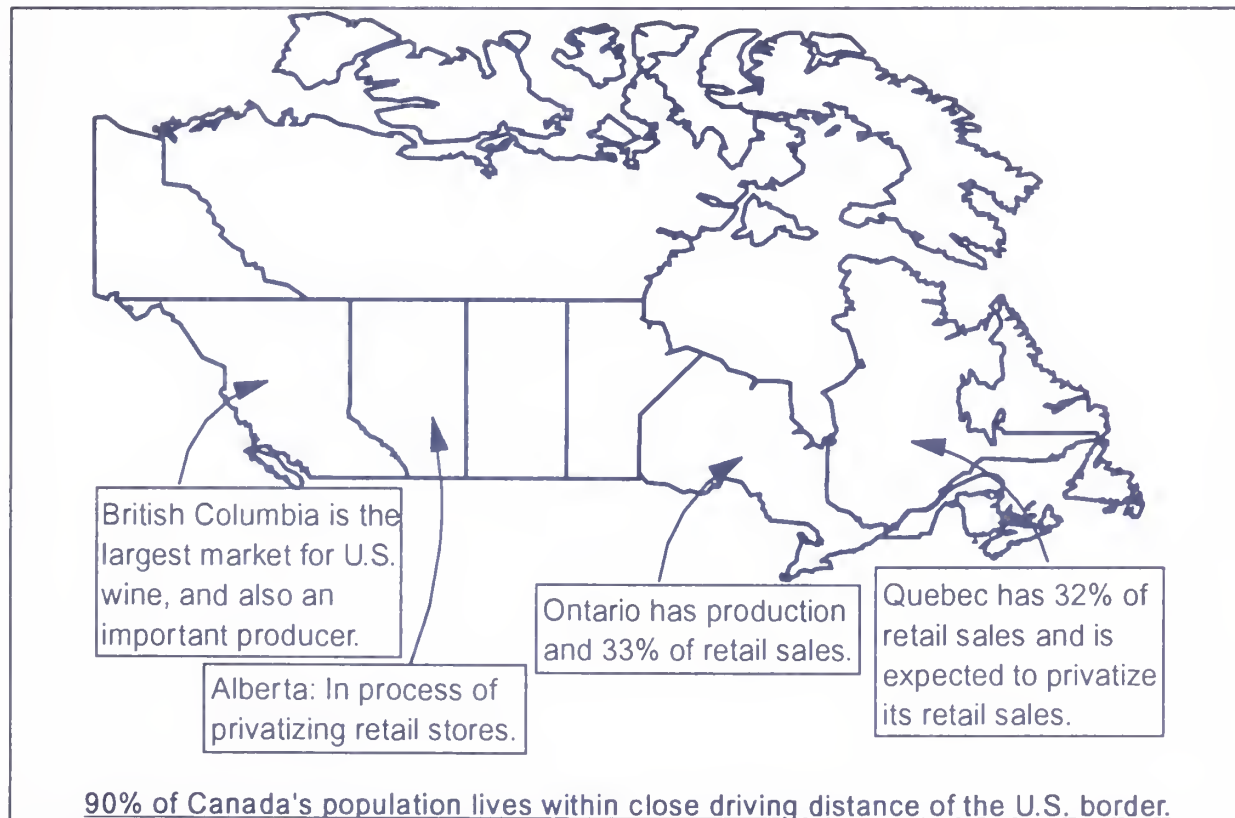 British Columbia is the
largest market for U.S.
wine, and also an
important producer.
Alberta: In process of
privatizing retail stores.
Ontario has production
and 33% of retail sales.
Quebec has 32% of
retail sales and is
expected to privatize
its retail sales.
90% of Canada's population lives within close driving distance of the U.S. border.